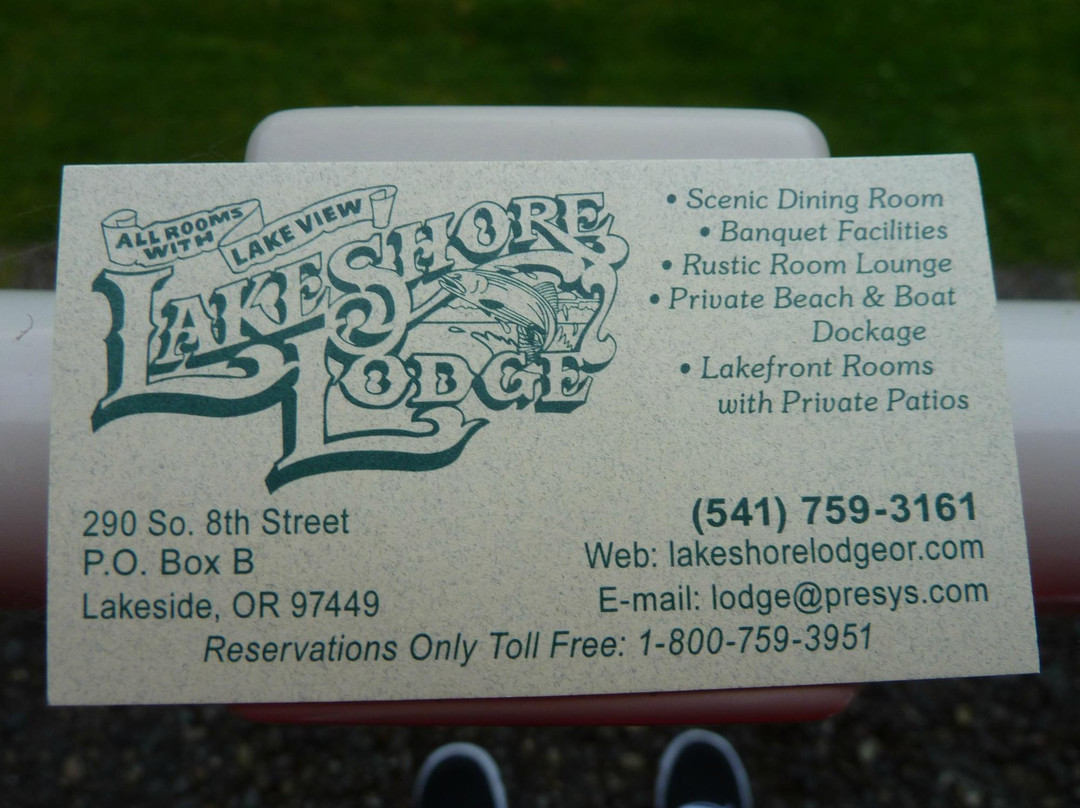 ALL ROOMS
WITH
LAKE VIEW
LAKESHORE
LODGE
• Scenic Dining Room
• Banquet Facilities
• Rustic Room Lounge
• Private Beach & Boat
Dockage
• Lakefront Rooms
with Private Patios
290 So. 8th Street
P.O. Box B
Lakeside, OR 97449
(541) 759-3161
Web: lakeshorelodgeor.com
E-mail: lodge@presys.com
Reservations Only Toll Free: 1-800-759-3951